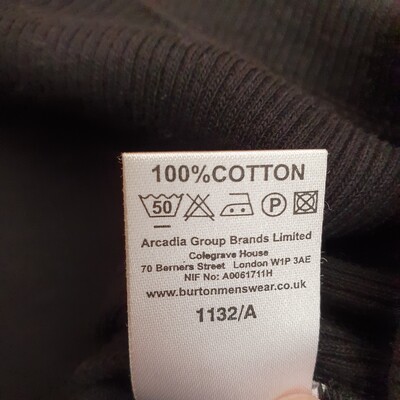 100%COTTON
50 P
Arcadia Group Brands Limited
Colegrave House
70 Berners Street London W1P 3AE
NIF No: A0061711H
www.burtonmenswear.co.uk
1132/A